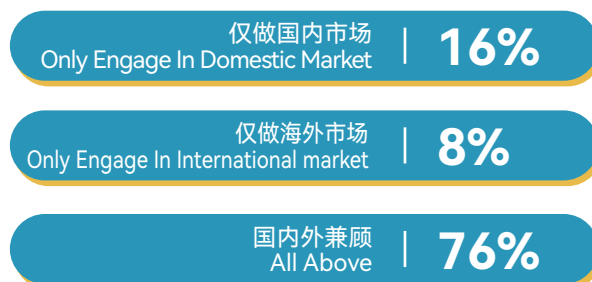 仅做国内市场
Only Engage In Domestic Market
16%
仅做海外市场
Only Engage In International market
8%
国内外兼顾
All Above
76%